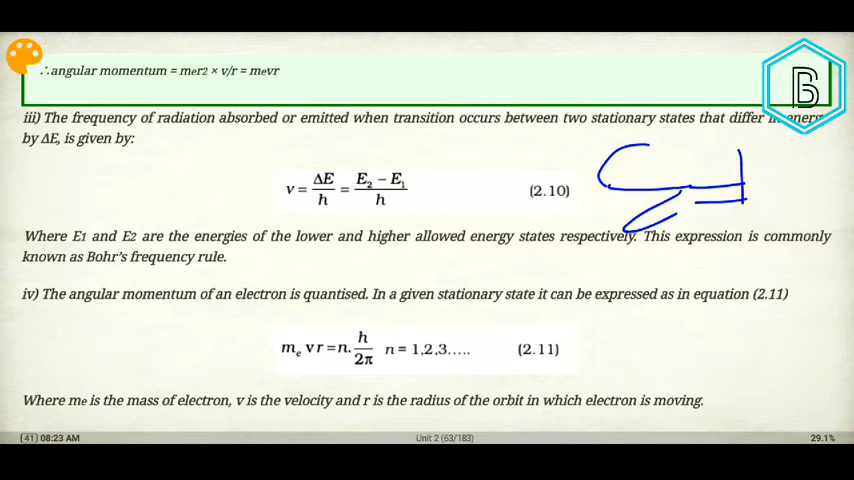 ∴angular momentum = mer2 × v/r = mevr
B
iii) The frequency of radiation absorbed or emitted when transition occurs between two stationary states that differ in energy
by ΔE, is given by:
ν = ΔE/h = (E₂ − E₁)/h (2.10)
Where E1 and E2 are the energies of the lower and higher allowed energy states respectively. This expression is commonly
known as Bohr's frequency rule.
iv) The angular momentum of an electron is quantised. In a given stationary state it can be expressed as in equation (2.11)
mₑ v r = n. h/2π n = 1,2,3..... (2.11)
Where me is the mass of electron, v is the velocity and r is the radius of the orbit in which electron is moving.
{41} 08:23 AM Unit 2 (63/183) 29.1%